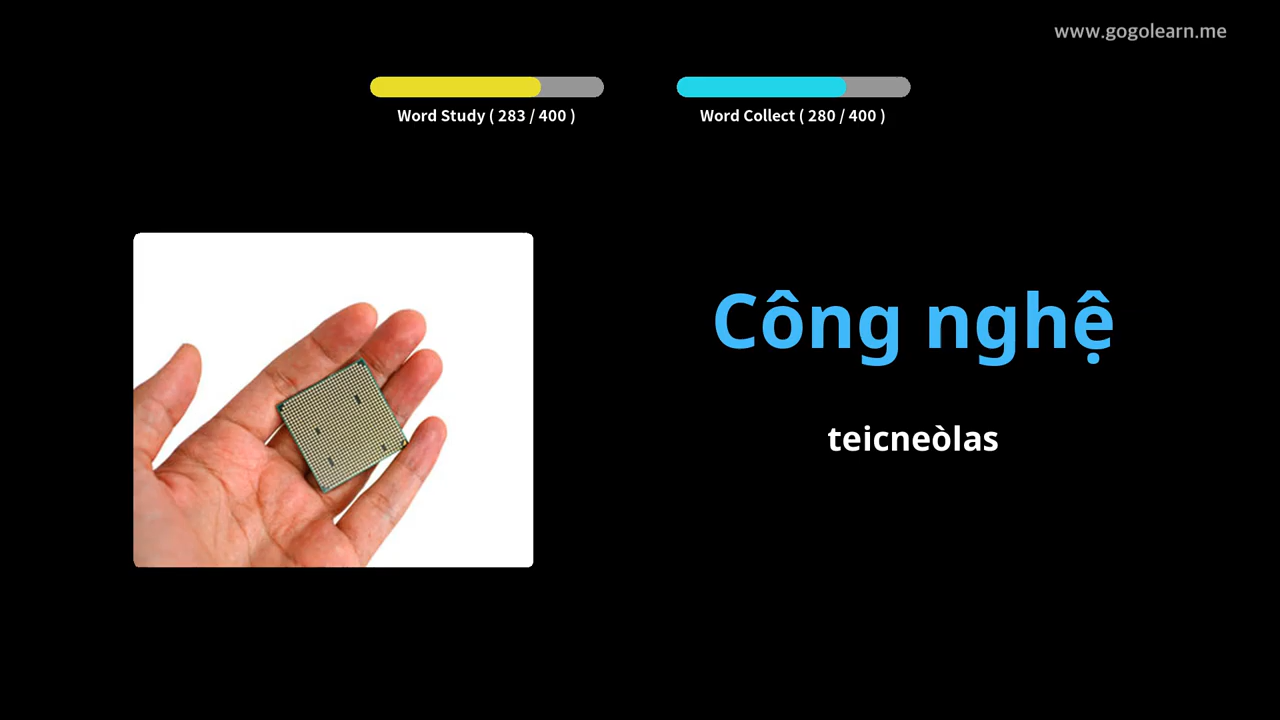 www.gogolearn.me
Word Study ( 283 / 400 )
Word Collect ( 280 / 400 )
Công nghệ
teicneòlas